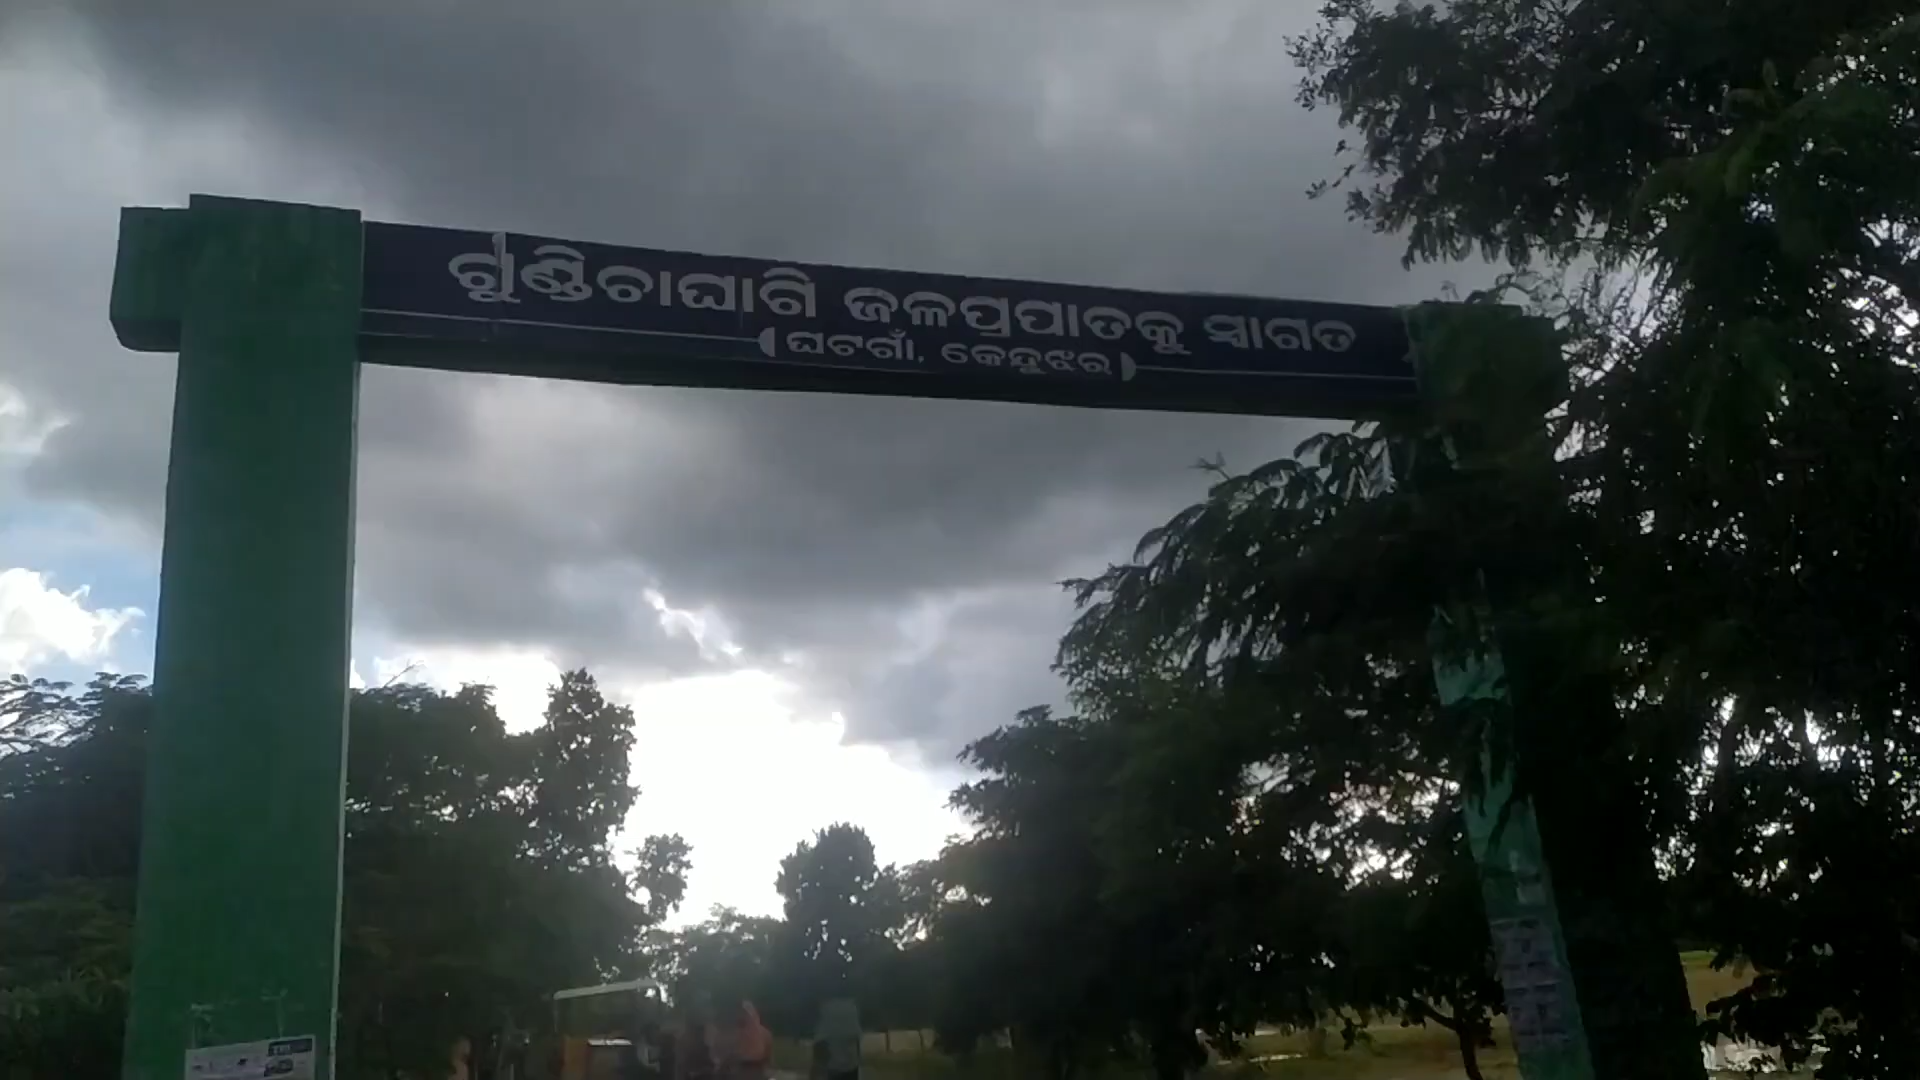 ଗୁଣ୍ଡିଚାଘାଗି ଜଳପ୍ରପାତକୁ ସ୍ୱାଗତ
ଘଟଗାଁ, କେନ୍ଦୁଝର